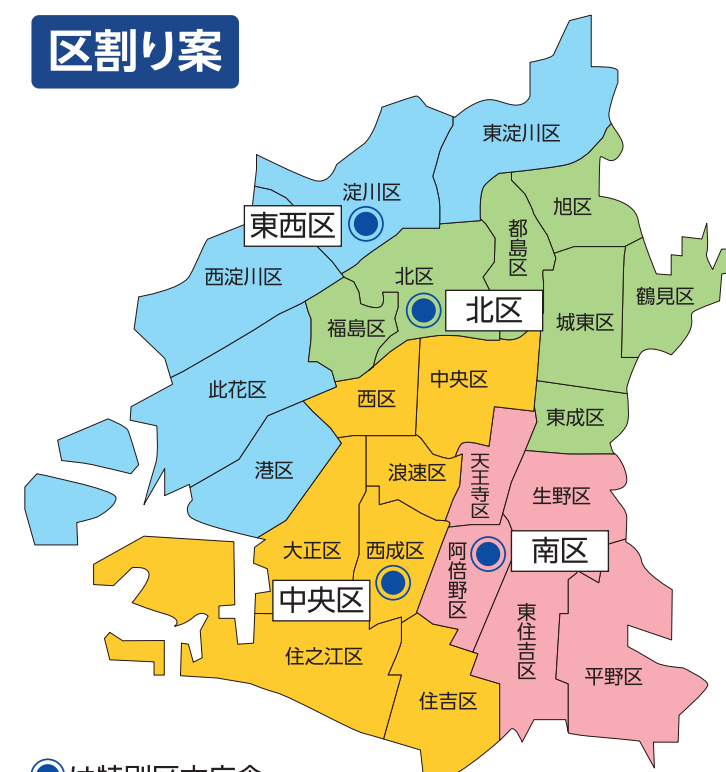 区割り案
東淀川区
淀川区
東西区
西淀川区
旭区
都島区
北区
北区
鶴見区
城東区
福島区
此花区
西区
中央区
東成区
港区
浪速区
天王寺区
生野区
大正区
西成区
阿倍野区
南区
中央区
東住吉区
住之江区
住吉区
平野区